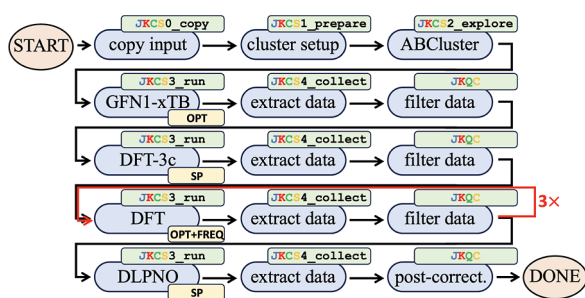 JKCS0_copy JKCS1_prepare JKCS2_explore
START copy input cluster setup ABCluster
JKCS3_run JKCS4_collect JKQC
GFN1-xTB extract data filter data
OPT
JKCS3_run JKCS4_collect JKQC
DFT-3c extract data filter data
SP
JKCS3_run JKCS4_collect JKQC
3×
DFT extract data filter data
OPT+FREQ
JKCS3_run JKCS4_collect JKQC
DLPNO extract data post-correct. DONE
SP